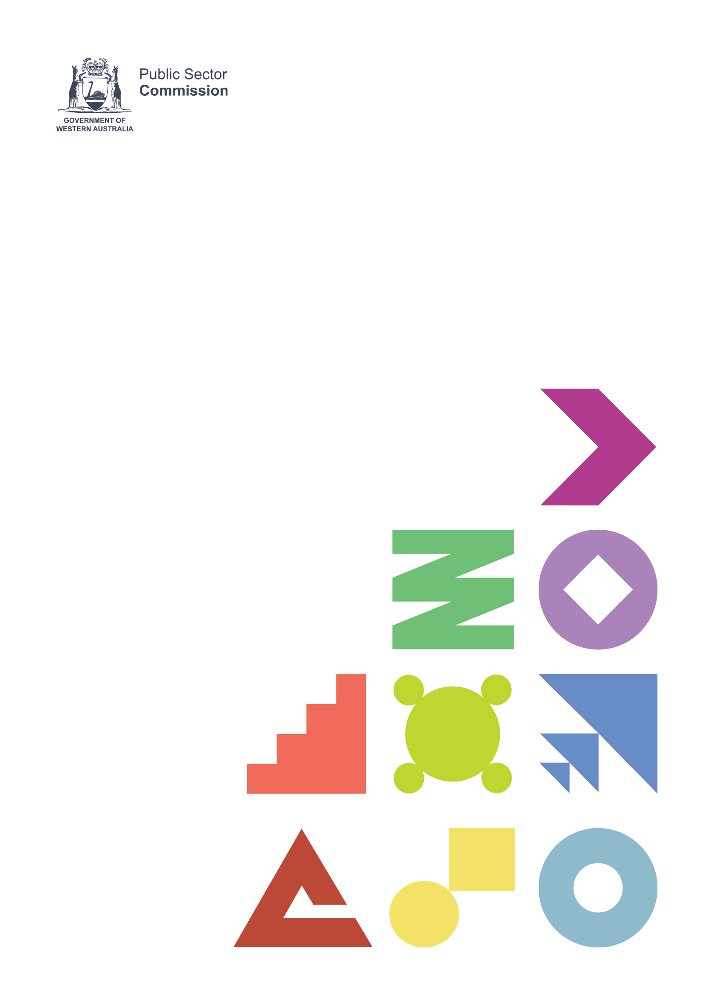 Public Sector
Commission
GOVERNMENT OF
WESTERN AUSTRALIA